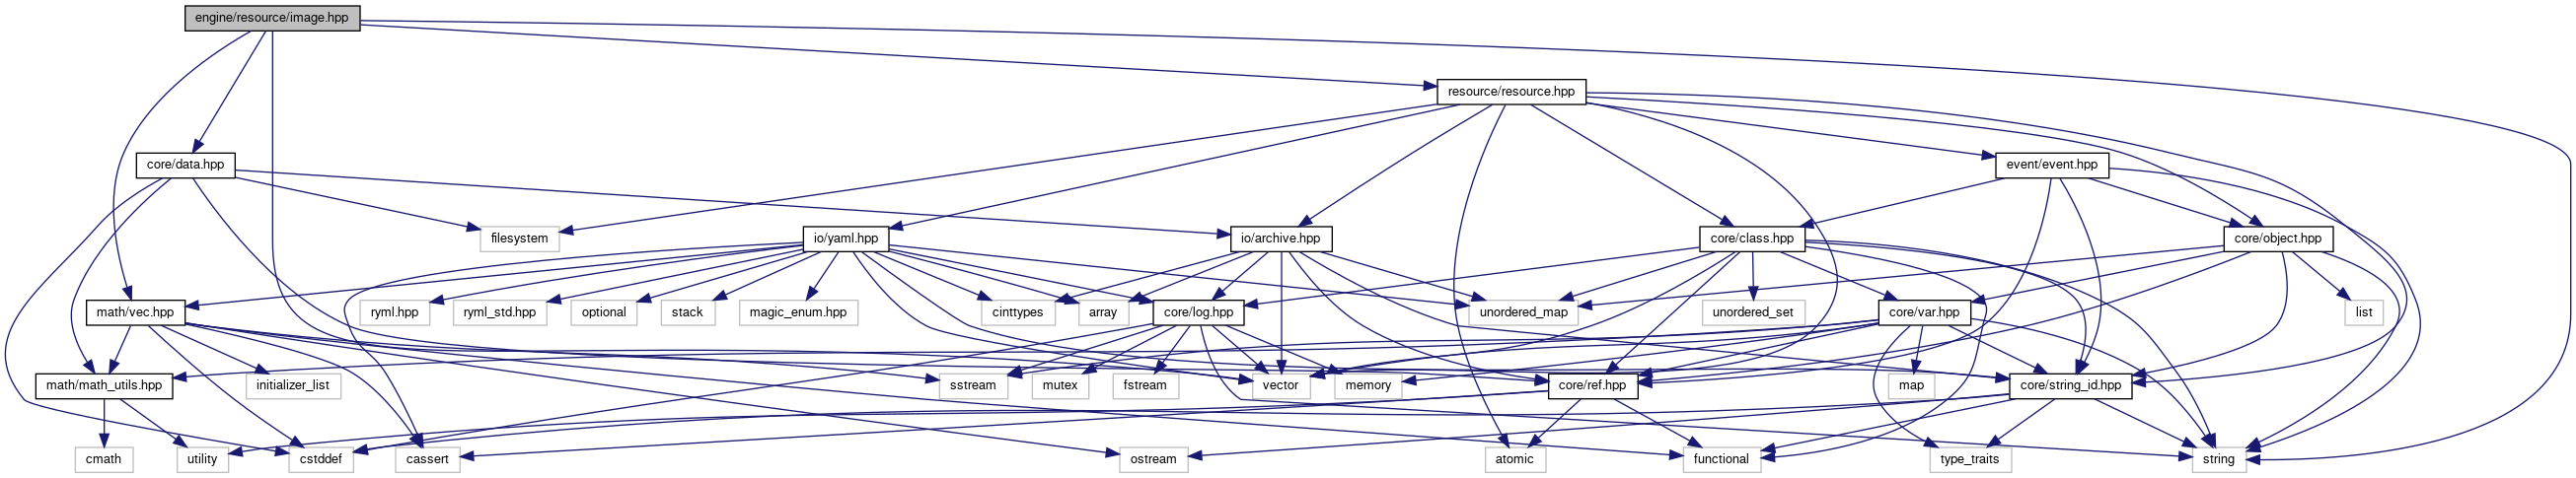 engine/resource/image.hpp
resource/resource.hpp
core/data.hpp
event/event.hpp
filesystem
io/yaml.hpp
io/archive.hpp
core/class.hpp
core/object.hpp
math/vec.hpp
ryml.hpp
ryml_std.hpp
optional
stack
magic_enum.hpp
cinttypes
array
core/log.hpp
unordered_map
unordered_set
core/var.hpp
list
math/math_utils.hpp
initializer_list
sstream
mutex
fstream
vector
memory
core/ref.hpp
map
core/string_id.hpp
cmath
utility
cstddef
cassert
ostream
atomic
functional
type_traits
string